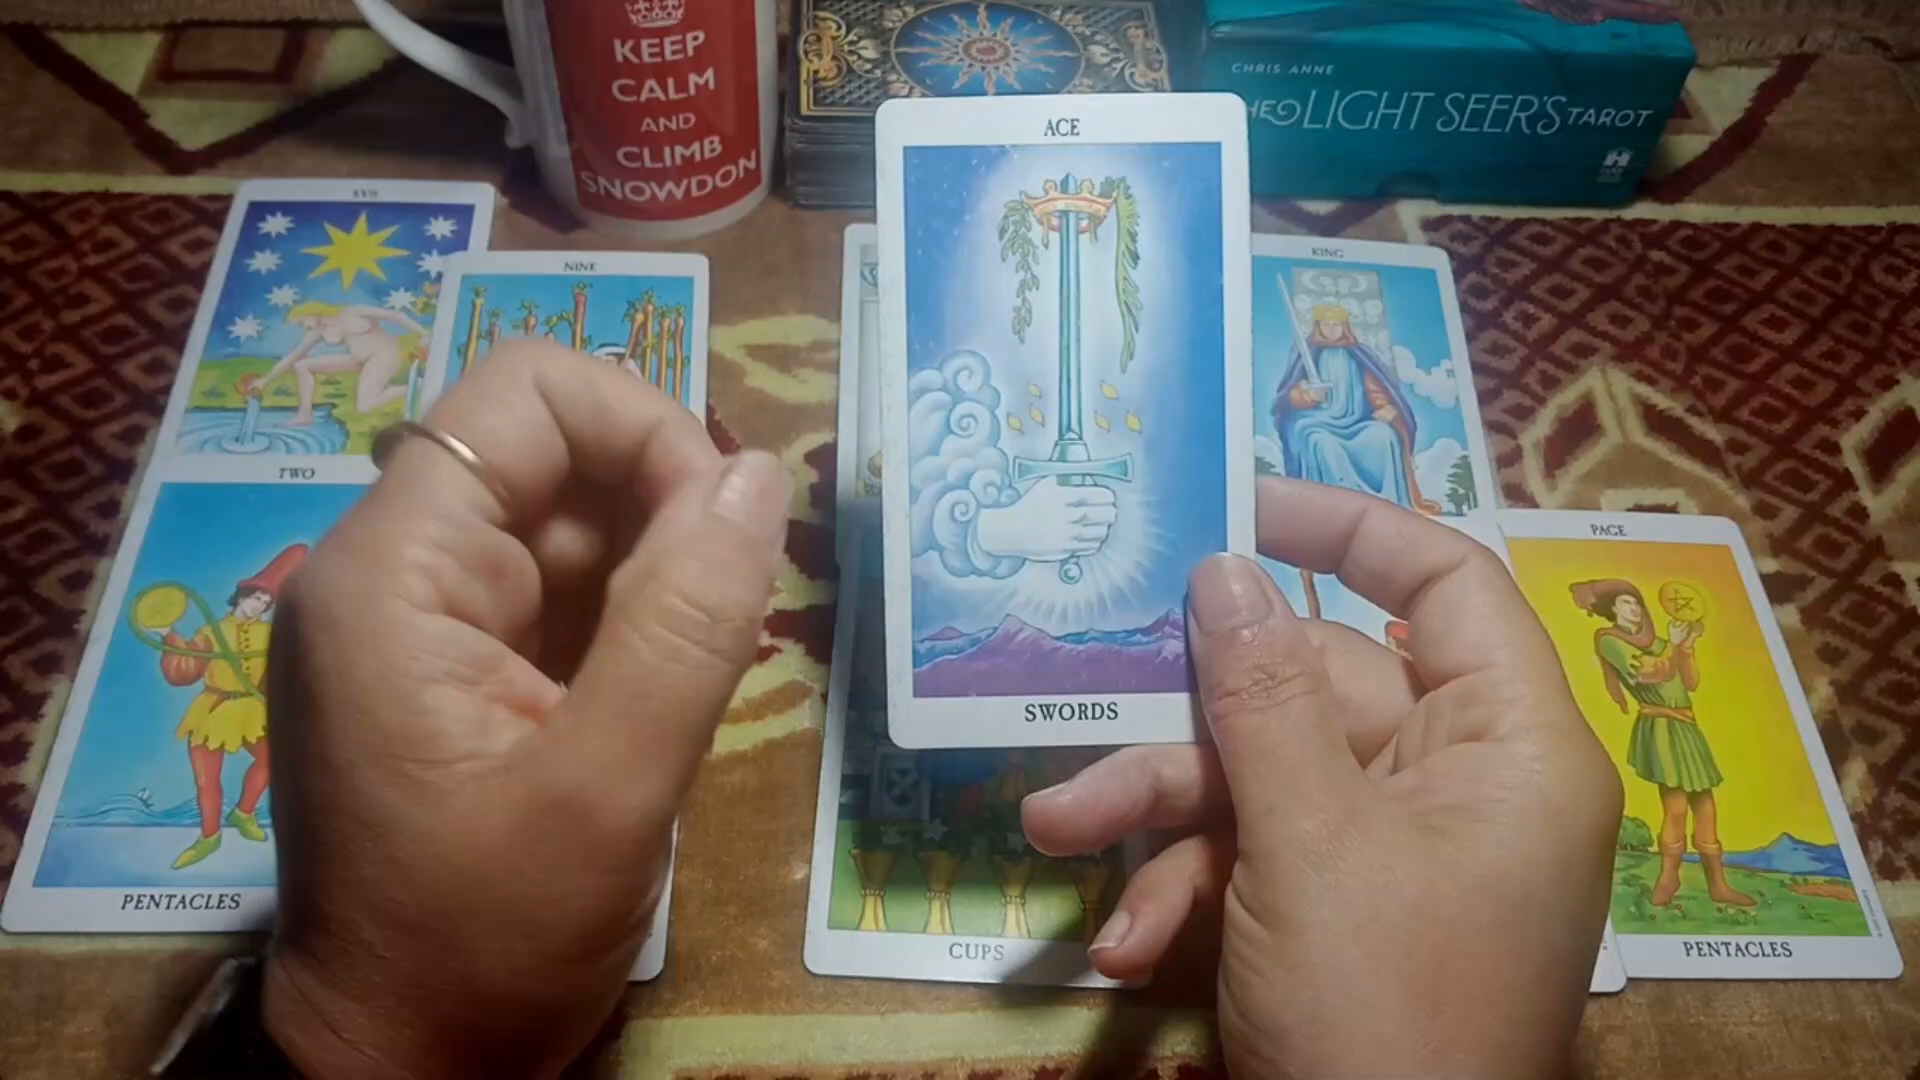 KEEP
CALM
AND
CLIMB
SNOWDON
CHRIS-ANNE
THE LIGHT SEER'S TAROT
ACE
SWORDS
XVII
NINE
TWO
PENTACLES
CUPS
KING
PAGE
PENTACLES